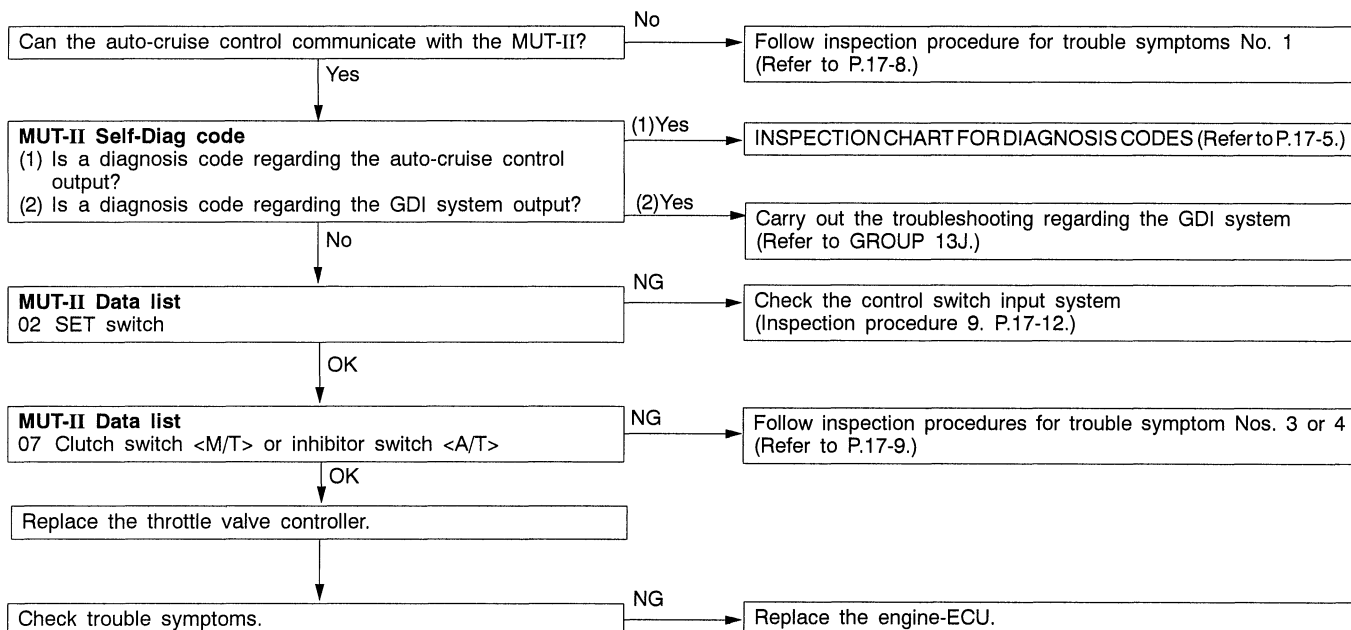 Can the auto-cruise control communicate with the MUT-II?
No
Follow inspection procedure for trouble symptoms No. 1
(Refer to P.17-8.)
Yes
MUT-II Self-Diag code
(1) Is a diagnosis code regarding the auto-cruise control
output?
(2) Is a diagnosis code regarding the GDI system output?
(1)Yes
INSPECTION CHART FOR DIAGNOSIS CODES (Refer to P.17-5.)
(2)Yes
Carry out the troubleshooting regarding the GDI system
(Refer to GROUP 13J.)
No
MUT-II Data list
02 SET switch
NG
Check the control switch input system
(Inspection procedure 9. P.17-12.)
OK
MUT-II Data list
07 Clutch switch <M/T> or inhibitor switch <A/T>
NG
Follow inspection procedures for trouble symptom Nos. 3 or 4
(Refer to P.17-9.)
OK
Replace the throttle valve controller.
Check trouble symptoms.
NG
Replace the engine-ECU.